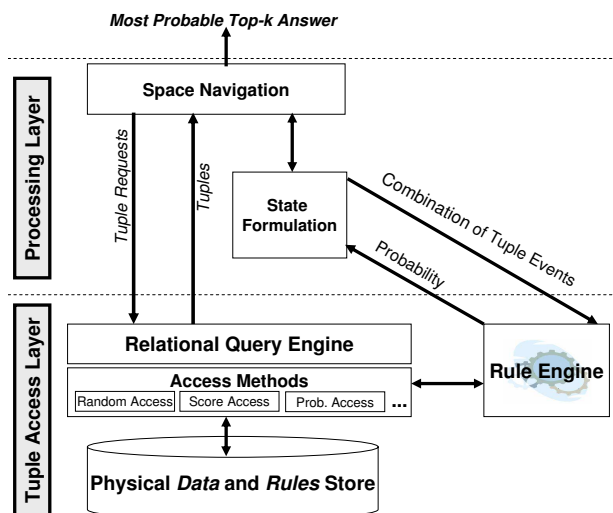 Most Probable Top-k Answer
Processing Layer
Space Navigation
Tuple Requests
Tuples
State
Formulation
Combination of Tuple Events
Probability
Tuple Access Layer
Relational Query Engine
Access Methods
Random Access
Score Access
Prob. Access
...
Rule Engine
Physical Data and Rules Store